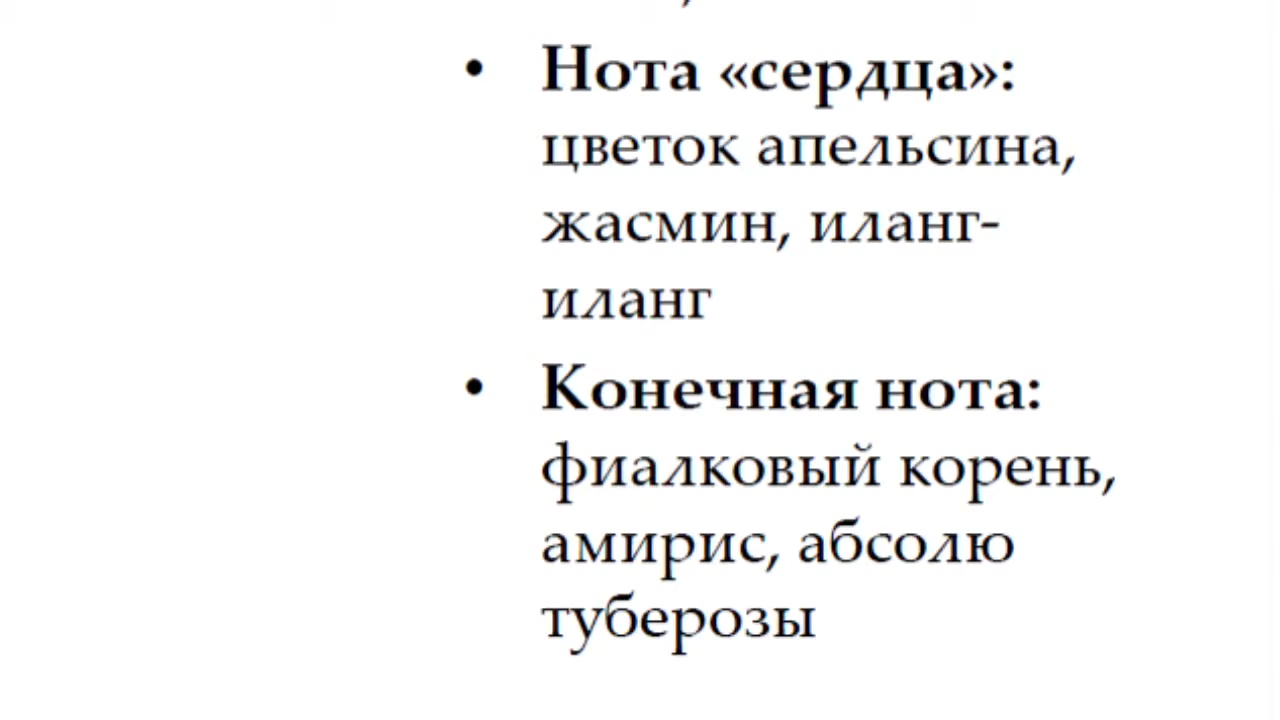 • Нота «сердца»:
цветок апельсина,
жасмин, иланг-
иланг
• Конечная нота:
фиалковый корень,
амирис, абсолю
туберозы